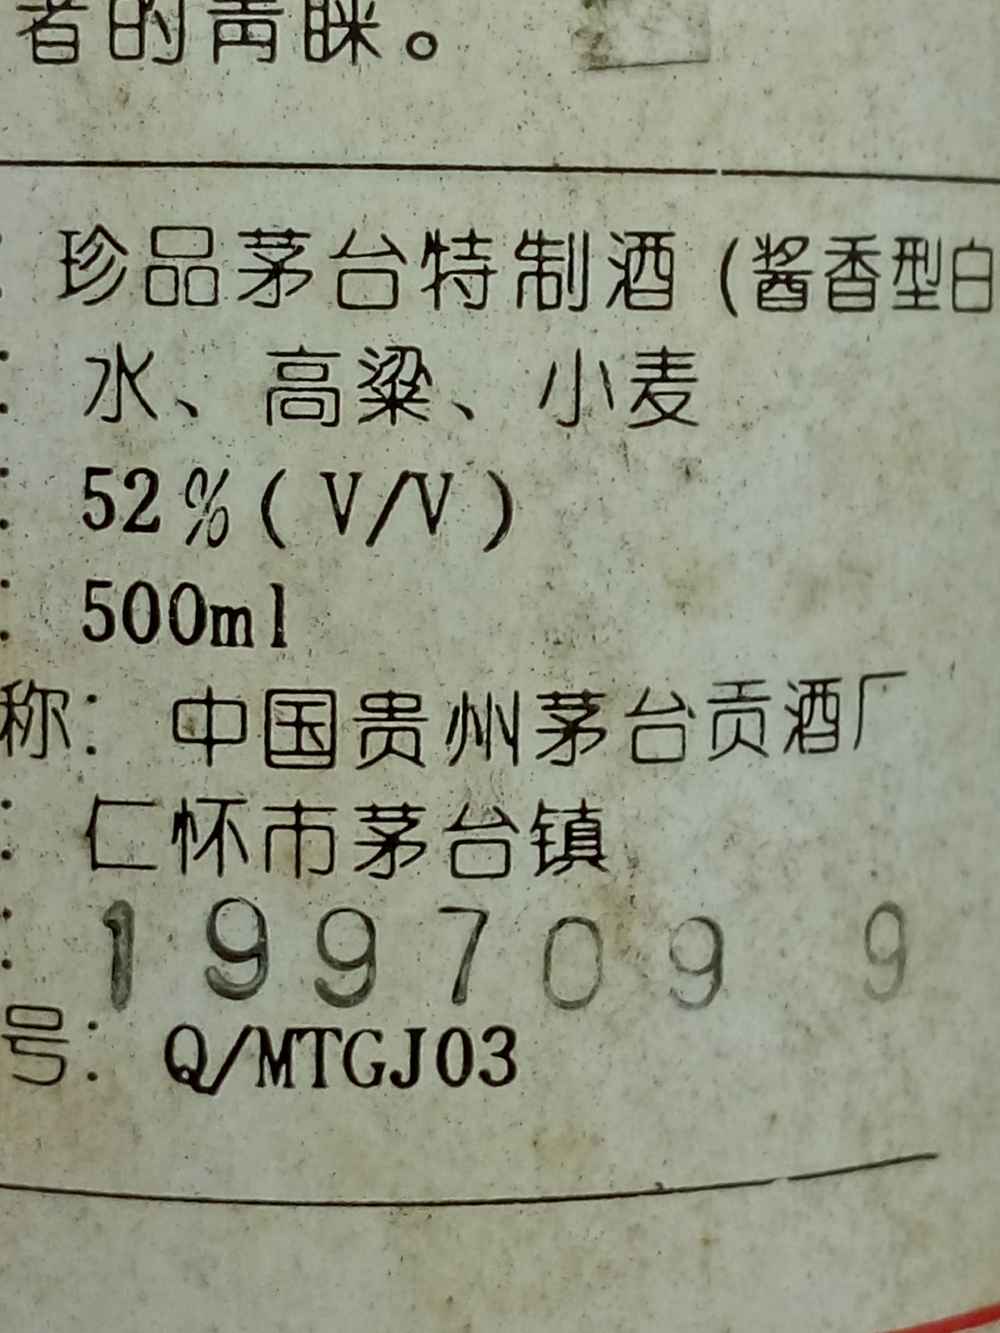 者的青睐。
：珍品茅台特制酒（酱香型白
：水、高粱、小麦
：52%(V/V)
：500ml
称：中国贵州茅台贡酒厂
：仁怀市茅台镇
：199709 9
号：Q/MTGJ03